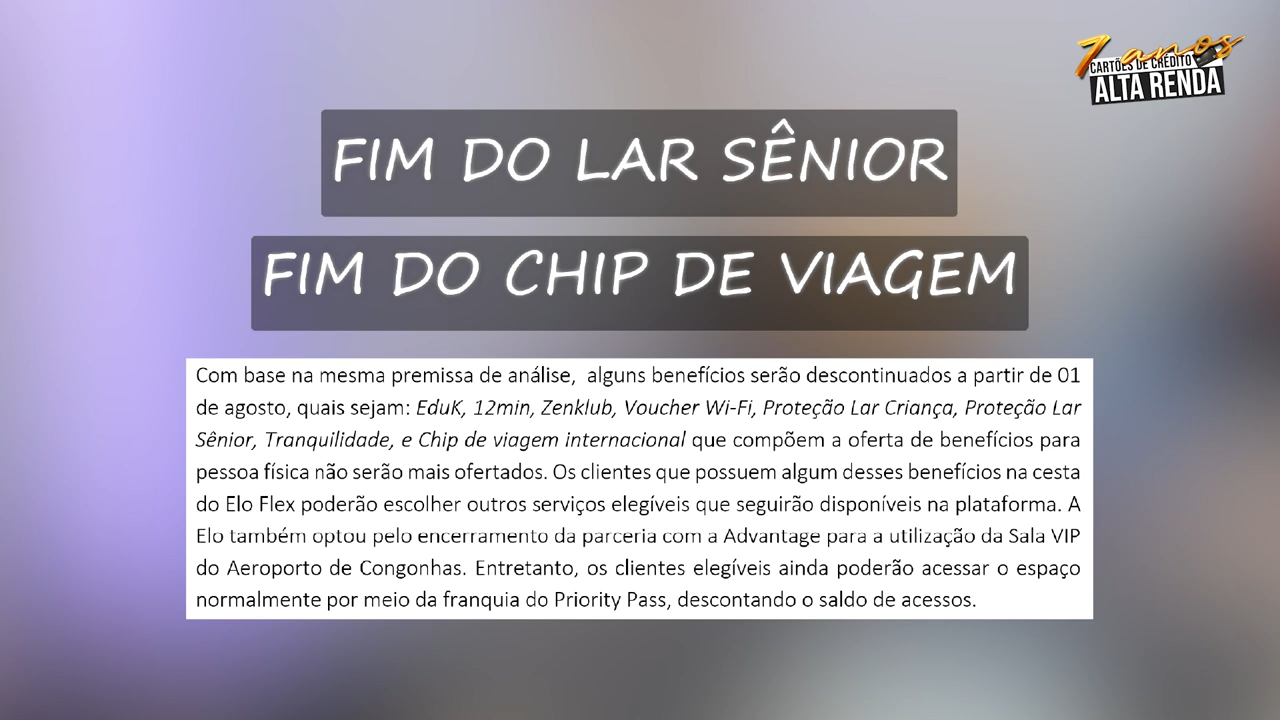 7 anos
CARTÕES DE CRÉDITO
ALTA RENDA
FIM DO LAR SÊNIOR
FIM DO CHIP DE VIAGEM
Com base na mesma premissa de análise, alguns benefícios serão descontinuados a partir de 01
de agosto, quais sejam: EduK, 12min, Zenklub, Voucher Wi-Fi, Proteção Lar Criança, Proteção Lar
Sênior, Tranquilidade, e Chip de viagem internacional que compõem a oferta de benefícios para
pessoa física não serão mais ofertados. Os clientes que possuem algum desses benefícios na cesta
do Elo Flex poderão escolher outros serviços elegíveis que seguirão disponíveis na plataforma. A
Elo também optou pelo encerramento da parceria com a Advantage para a utilização da Sala VIP
do Aeroporto de Congonhas. Entretanto, os clientes elegíveis ainda poderão acessar o espaço
normalmente por meio da franquia do Priority Pass, descontando o saldo de acessos.